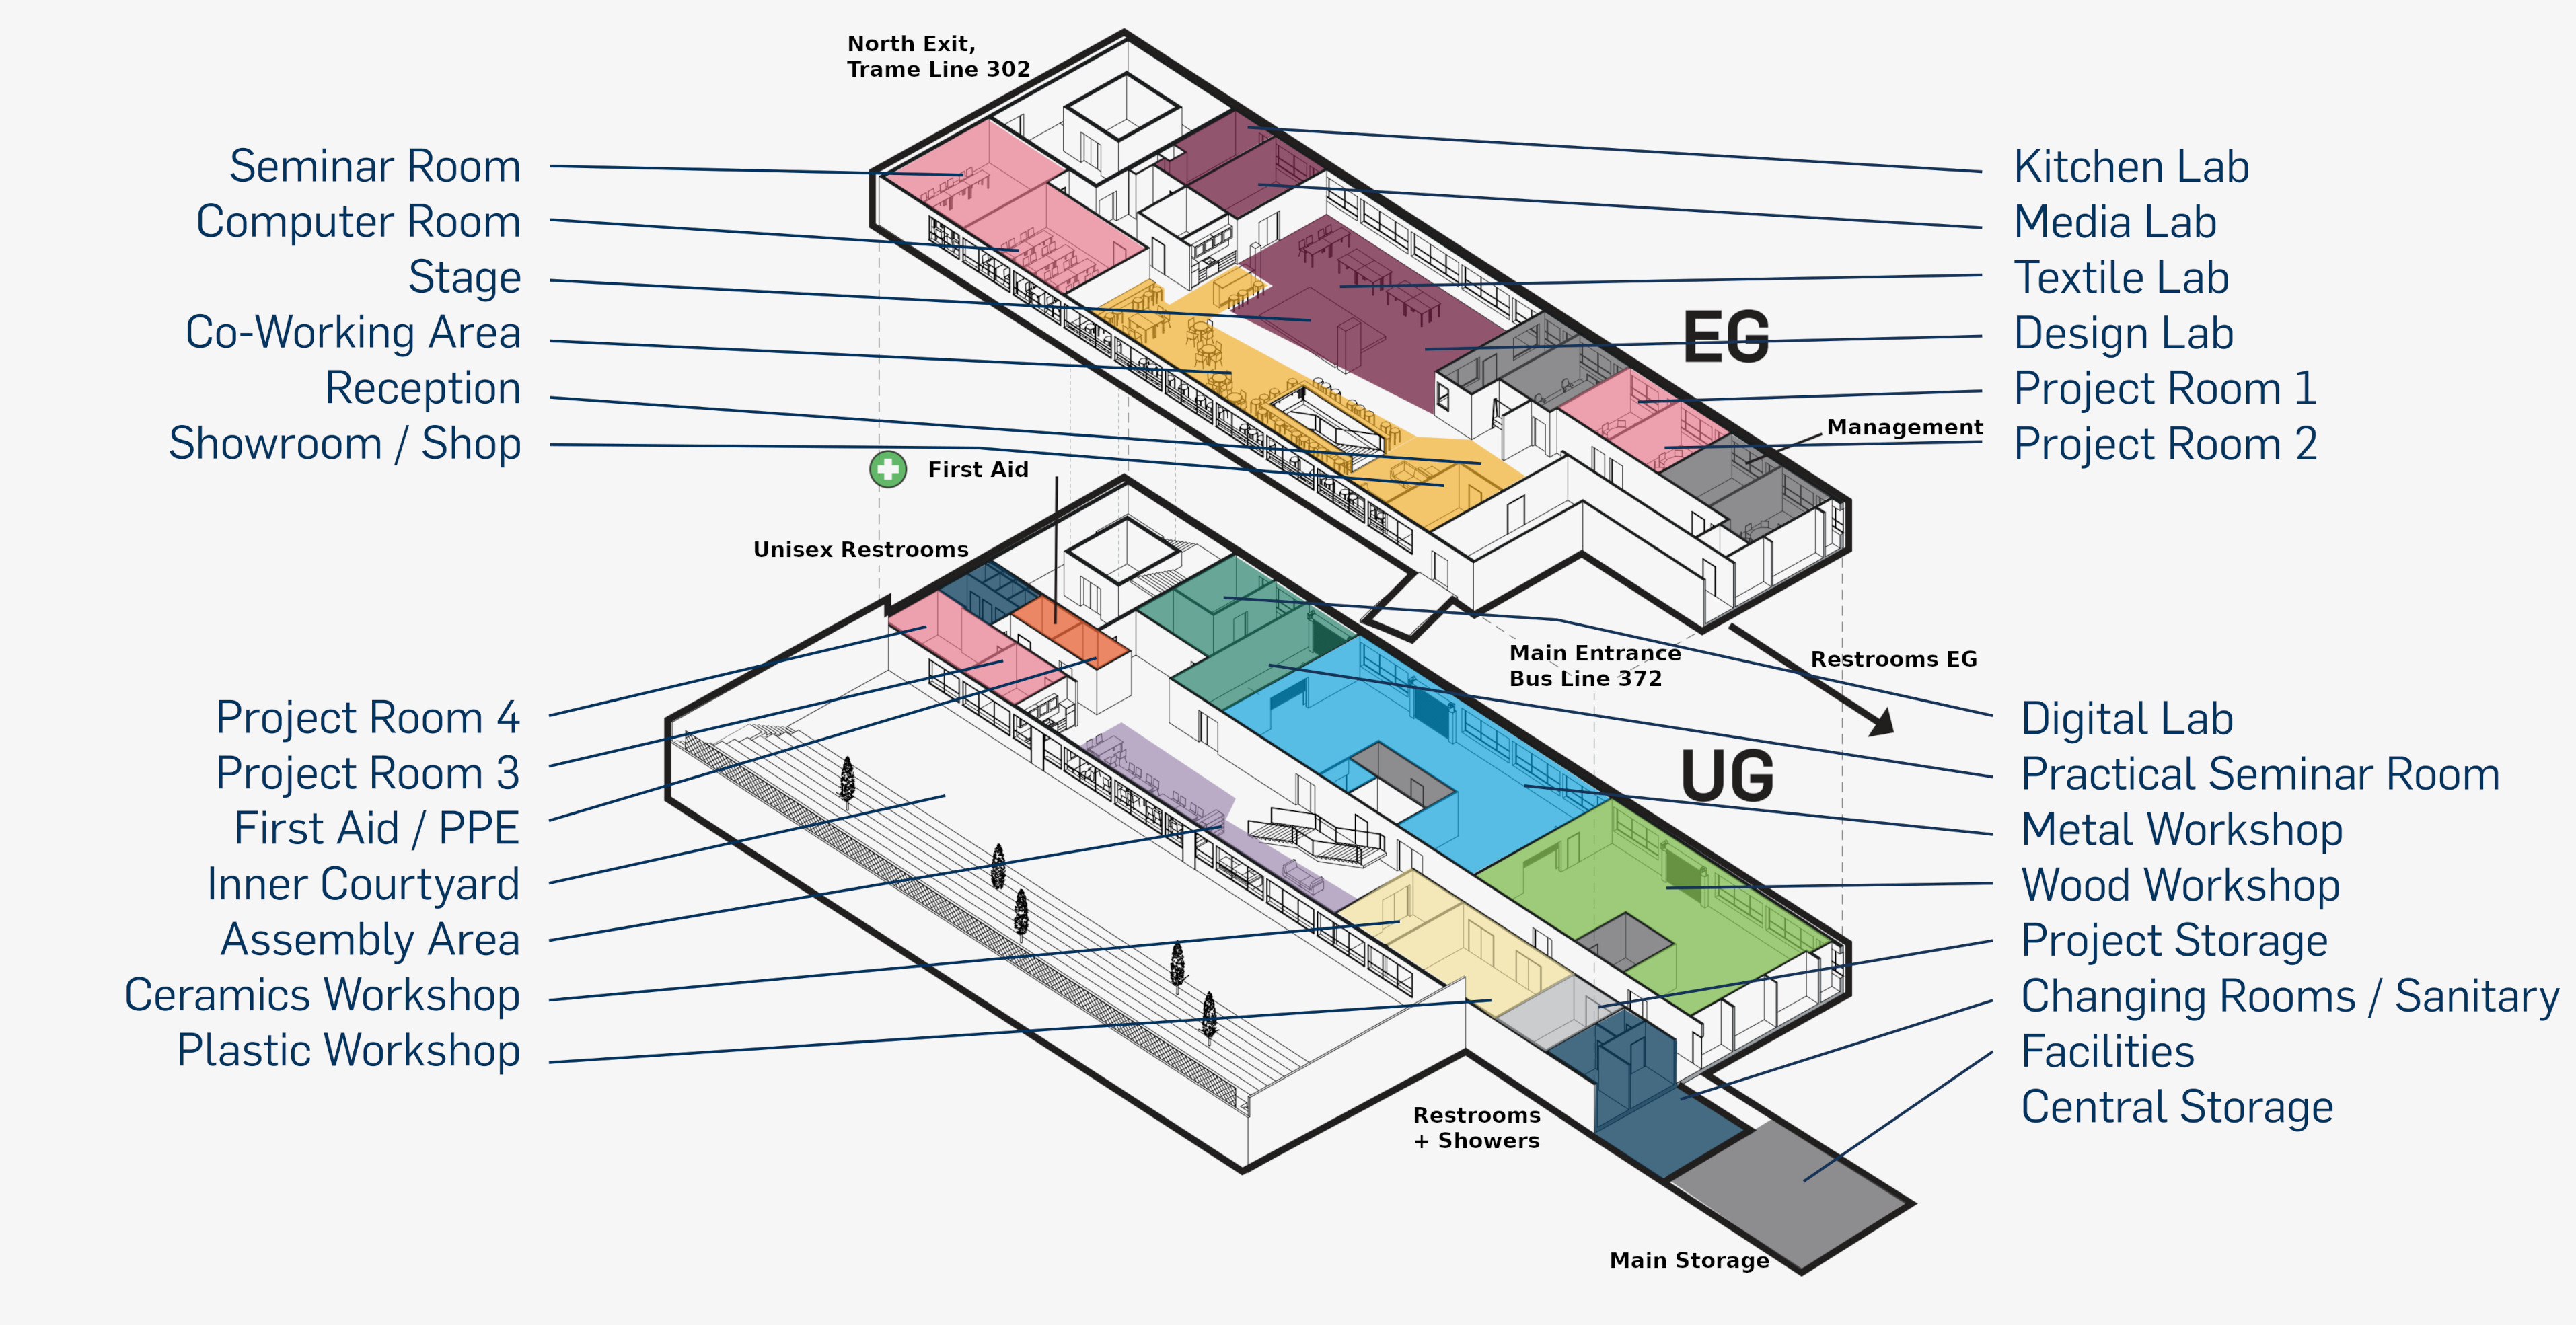 North Exit,
Trame Line 302
Seminar Room
Computer Room
Stage
Co-Working Area
Reception
Showroom / Shop
Kitchen Lab
Media Lab
Textile Lab
Design Lab
Project Room 1
Project Room 2
EG
Management
First Aid
Unisex Restrooms
Main Entrance
Bus Line 372
Restrooms EG
UG
Project Room 4
Project Room 3
First Aid / PPE
Inner Courtyard
Assembly Area
Ceramics Workshop
Plastic Workshop
Digital Lab
Practical Seminar Room
Metal Workshop
Wood Workshop
Project Storage
Changing Rooms / Sanitary
Facilities
Central Storage
Restrooms
+ Showers
Main Storage